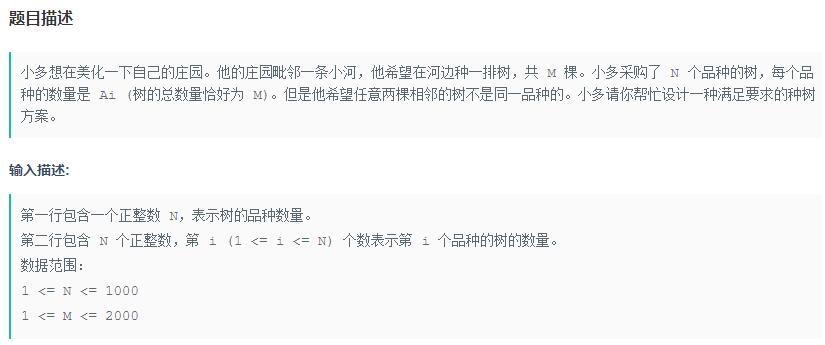 题目描述
小多想在美化一下自己的庄园。他的庄园毗邻一条小河，他希望在河边种一排树，共 M 棵。小多采购了 N 个品种的树，每个品
种的数量是 Ai (树的总数量恰好为 M)。但是他希望任意两棵相邻的树不是同一品种的。小多请你帮忙设计一种满足要求的种树
方案。
输入描述:
第一行包含一个正整数 N，表示树的品种数量。
第二行包含 N 个正整数，第 i (1 <= i <= N) 个数表示第 i 个品种的树的数量。
数据范围：
1 <= N <= 1000
1 <= M <= 2000